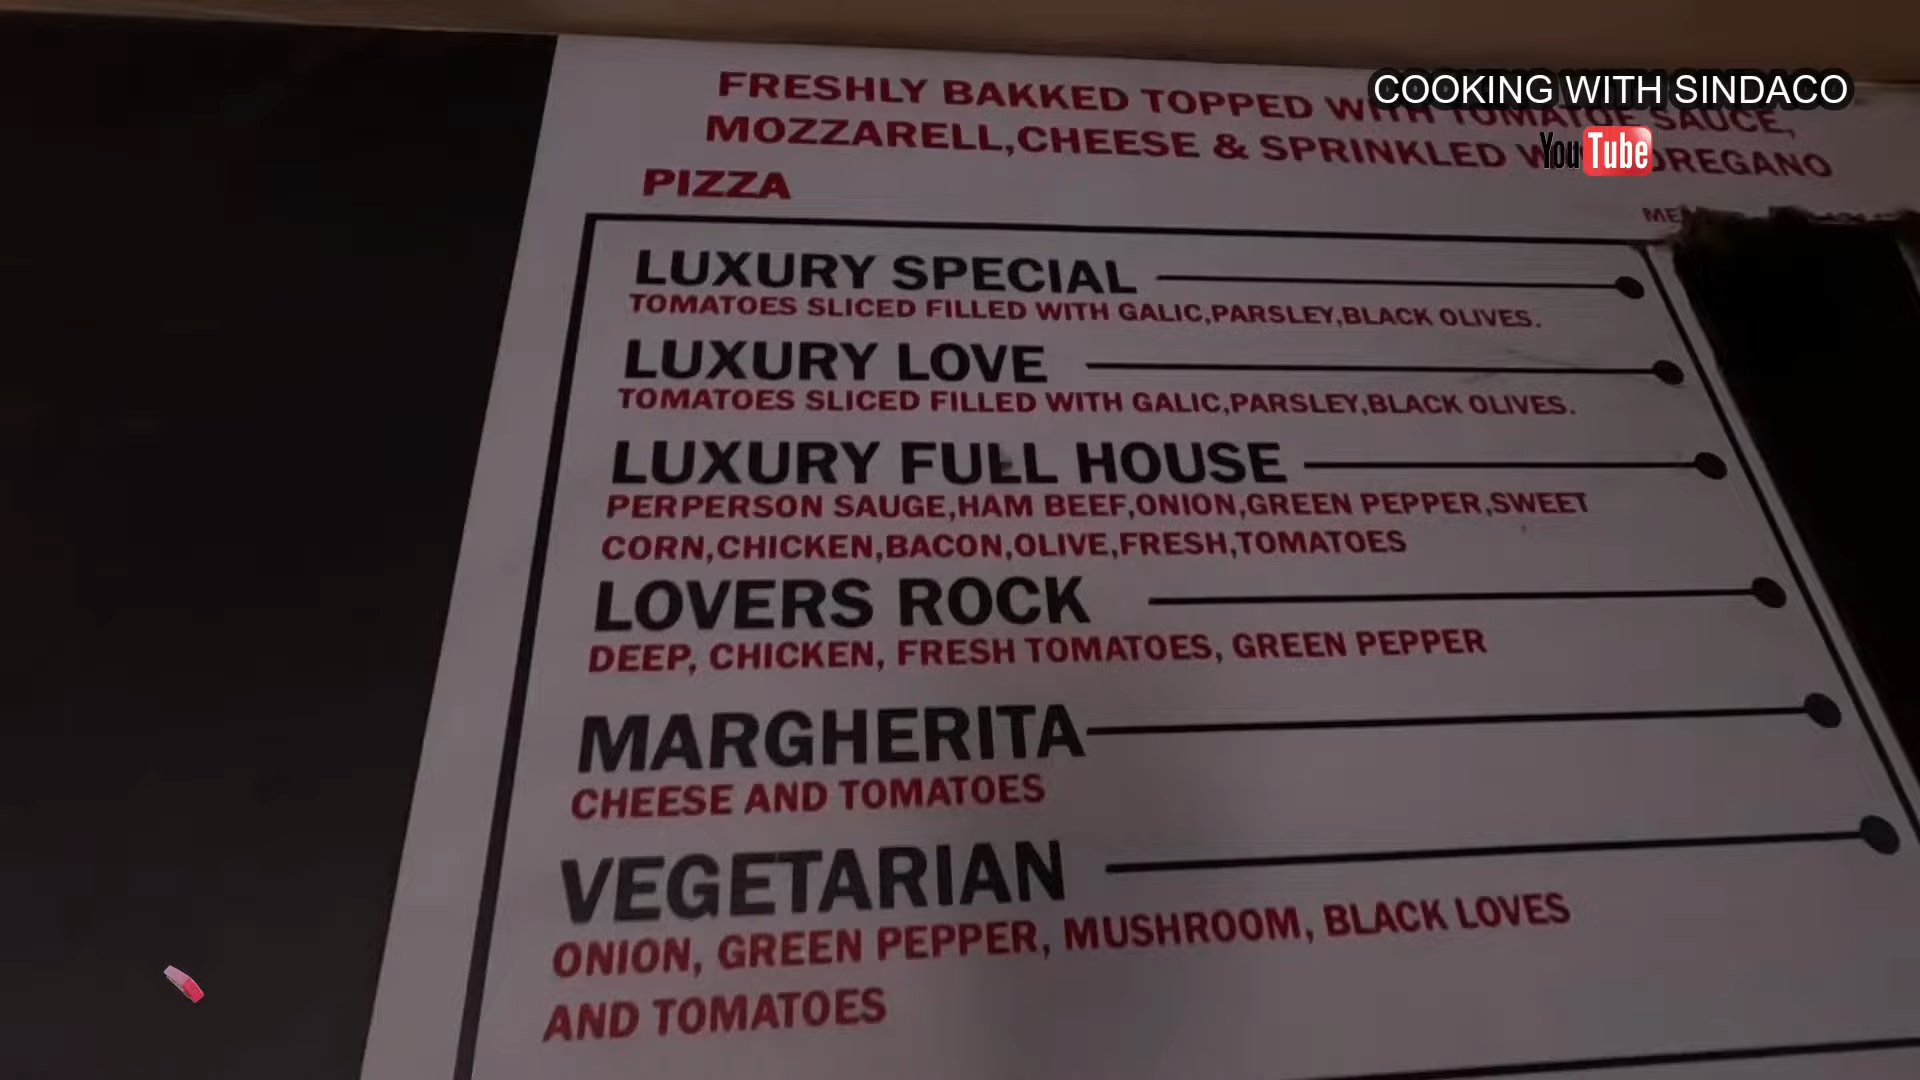 COOKING WITH SINDACO
YouTube
FRESHLY BAKKED TOPPED WITH TOMATOE SAUCE,
MOZZARELL,CHEESE & SPRINKLED OREGANO
PIZZA
LUXURY SPECIAL
TOMATOES SLICED FILLED WITH GALIC,PARSLEY,BLACK OLIVES.
LUXURY LOVE
TOMATOES SLICED FILLED WITH GALIC,PARSLEY,BLACK OLIVES.
LUXURY FULL HOUSE
PERPERSON SAUGE,HAM BEEF,ONION,GREEN PEPPER,SWEET
CORN,CHICKEN,BACON,OLIVE,FRESH,TOMATOES
LOVERS ROCK
DEEP, CHICKEN, FRESH TOMATOES, GREEN PEPPER
MARGHERITA
CHEESE AND TOMATOES
VEGETARIAN
ONION, GREEN PEPPER, MUSHROOM, BLACK LOVES
AND TOMATOES